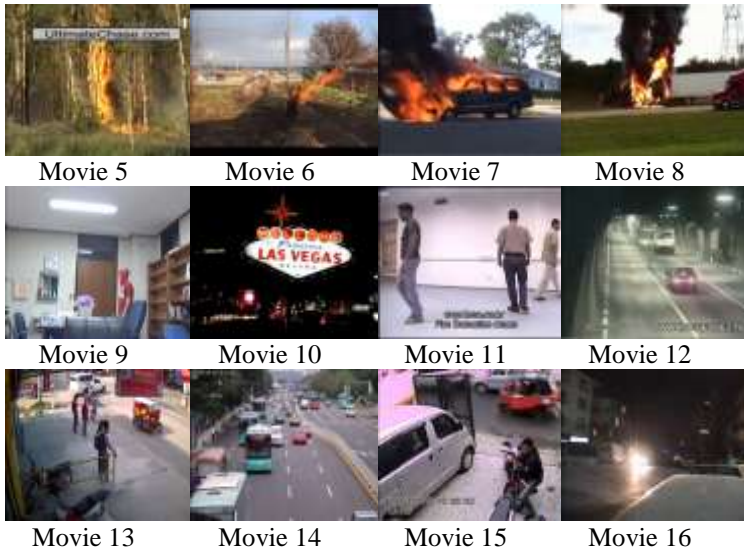 UltimateChase.com
Movie 5 Movie 6 Movie 7 Movie 8
WELCOME
LAS VEGAS
Movie 9 Movie 10 Movie 11 Movie 12
Movie 13 Movie 14 Movie 15 Movie 16